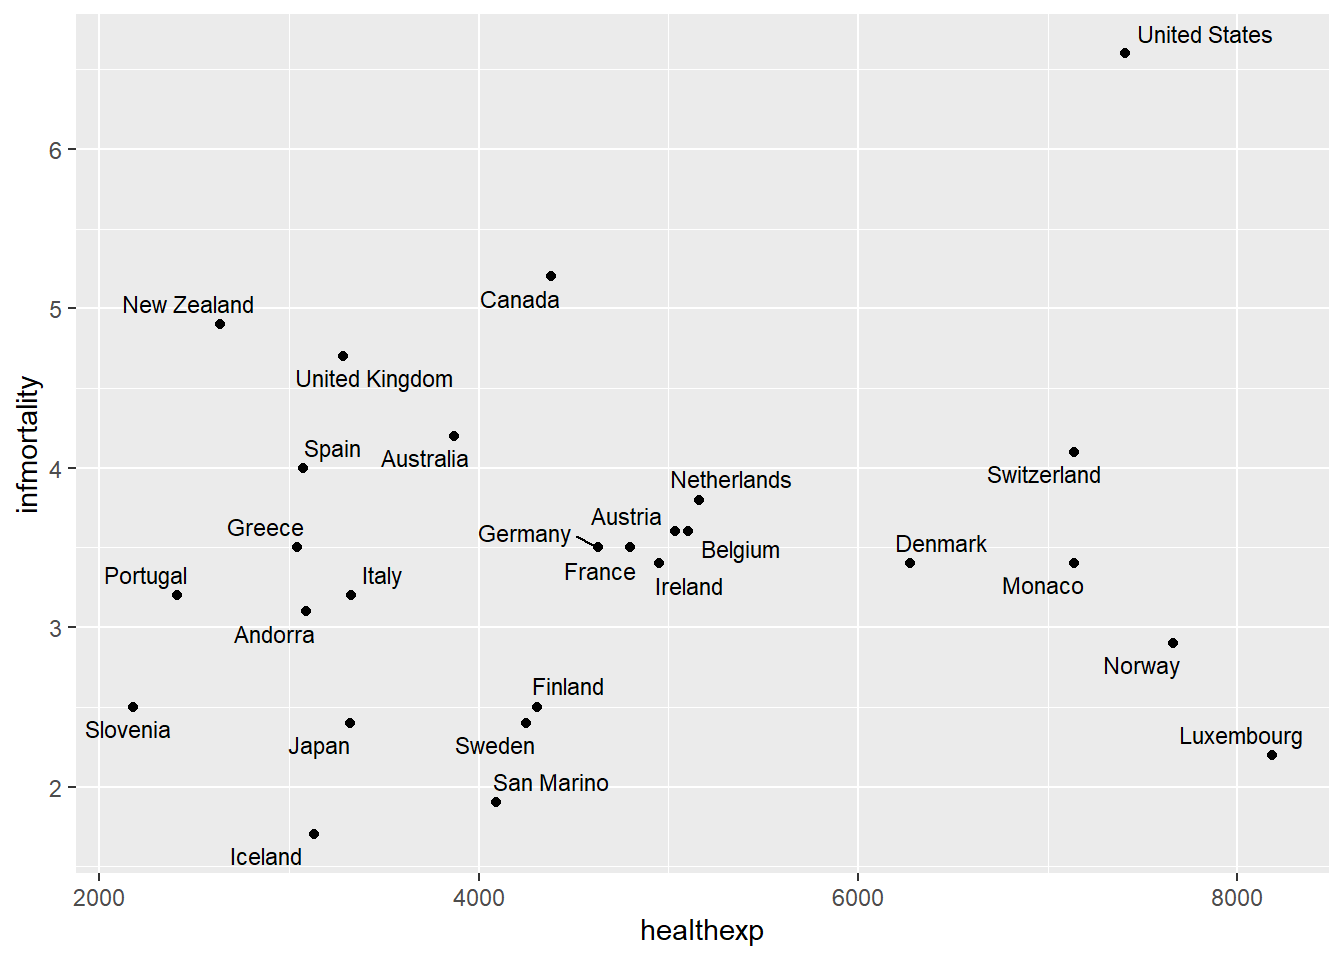 United States
6
New Zealand
Canada
5
United Kingdom
Spain
Australia
4
Switzerland
Netherlands
Greece
Austria
Germany
Belgium
Denmark
Portugal
Italy
France
Ireland
Monaco
3
Andorra
Norway
Finland
Slovenia
Japan
Sweden
Luxembourg
2
San Marino
Iceland
infmortality
2000 4000 6000 8000
healthexp